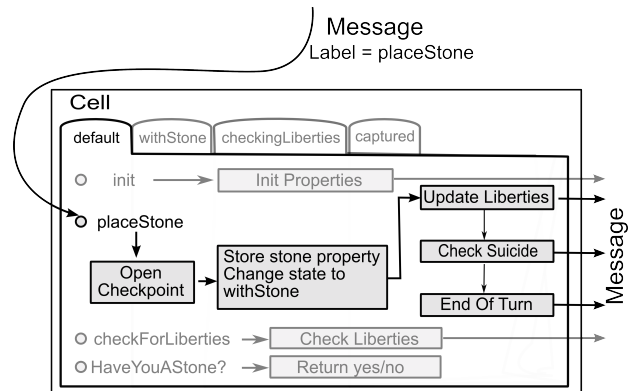 Message
Label = placeStone
Cell
default
withStone
checkingLiberties
captured
init
Init Properties
Update Liberties
placeStone
Open
Checkpoint
Store stone property
Change state to
withStone
Check Suicide
End Of Turn
Message
checkForLiberties
Check Liberties
HaveYouAStone?
Return yes/no